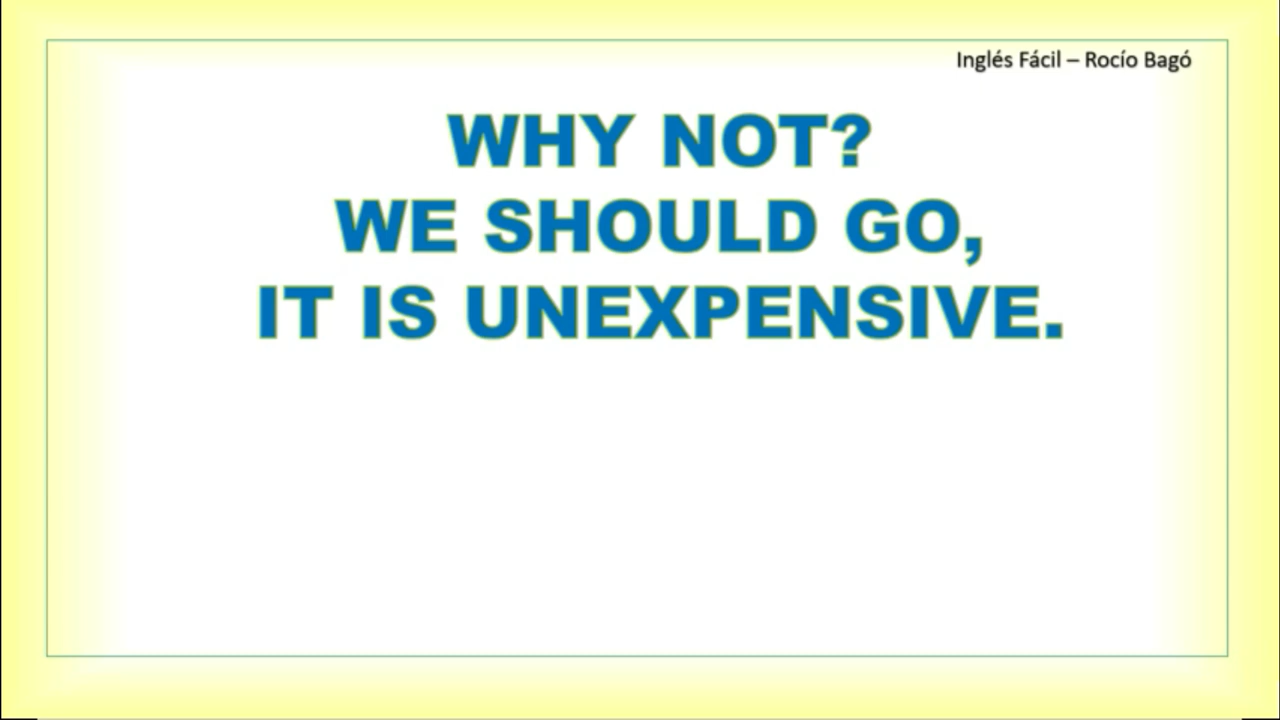 Inglés Fácil – Rocío Bagó
WHY NOT?
WE SHOULD GO,
IT IS UNEXPENSIVE.